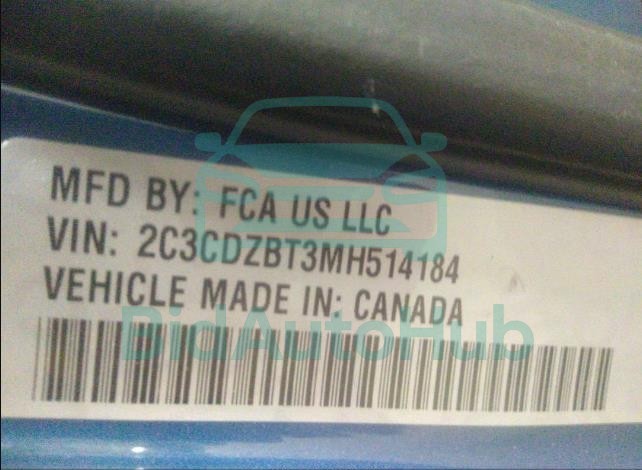 MFD BY: FCA US LLC
VIN: 2C3CDZBT3MH514184
VEHICLE MADE IN: CANADA
BidAutoHub